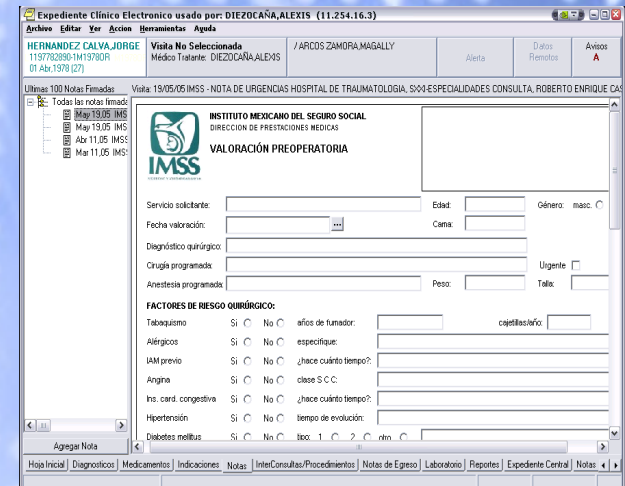 Expediente Clínico Electronico usado por: DIEZOCAÑA,ALEXIS (11.254.16.3)
Archivo Editar Ver Accion Herramientas Ayuda
HERNANDEZ CALVA,JORGE
1197782890-1M1978OR
01 Abr,1978 (27)
Visita No Seleccionada
Médico Tratante: DIEZOCAÑA,ALEXIS
/ ARCOS ZAMORA,MAGALLY
Alerta
Datos Remotos
Avisos
A
Ultimas 100 Notas Firmadas
Visita: 19/05/05 IMSS - NOTA DE URGENCIAS HOSPITAL DE TRAUMATOLOGIA, SXXI-ESPECIALIDADES CONSULTA, ROBERTO ENRIQUE CAS
Todas las notas firmada
May 19,05 IMS
May 19,05 IMS
Abr 11,05 IMSS
Mar 11,05 IMS
INSTITUTO MEXICANO DEL SEGURO SOCIAL
DIRECCION DE PRESTACIONES MEDICAS
VALORACIÓN PREOPERATORIA
IMSS
Servicio solicitante:
Edad:
Género: masc.
Fecha valoración:
...
Cama:
Diagnóstico quirúrgico:
Cirugía programada:
Urgente
Anestesia programada:
Peso:
Talla:
FACTORES DE RIESGO QUIRÚRGICO:
Tabaquismo Si No años de fumador: cajetillas/año:
Alérgicos Si No especifique:
IAM previo Si No ¿hace cuánto tiempo?:
Angina Si No clase S C C:
Ins. card. congestiva Si No ¿hace cuánto tiempo?:
Hipertensión Si No tiempo de evolución:
Diabetes mellitus Si No tipo: 1 2 otro
Agregar Nota
Hoja Inicial Diagnosticos Medicamentos Indicaciones Notas InterConsultas/Procedimientos Notas de Egreso Laboratorio Reportes Expediente Central Notas